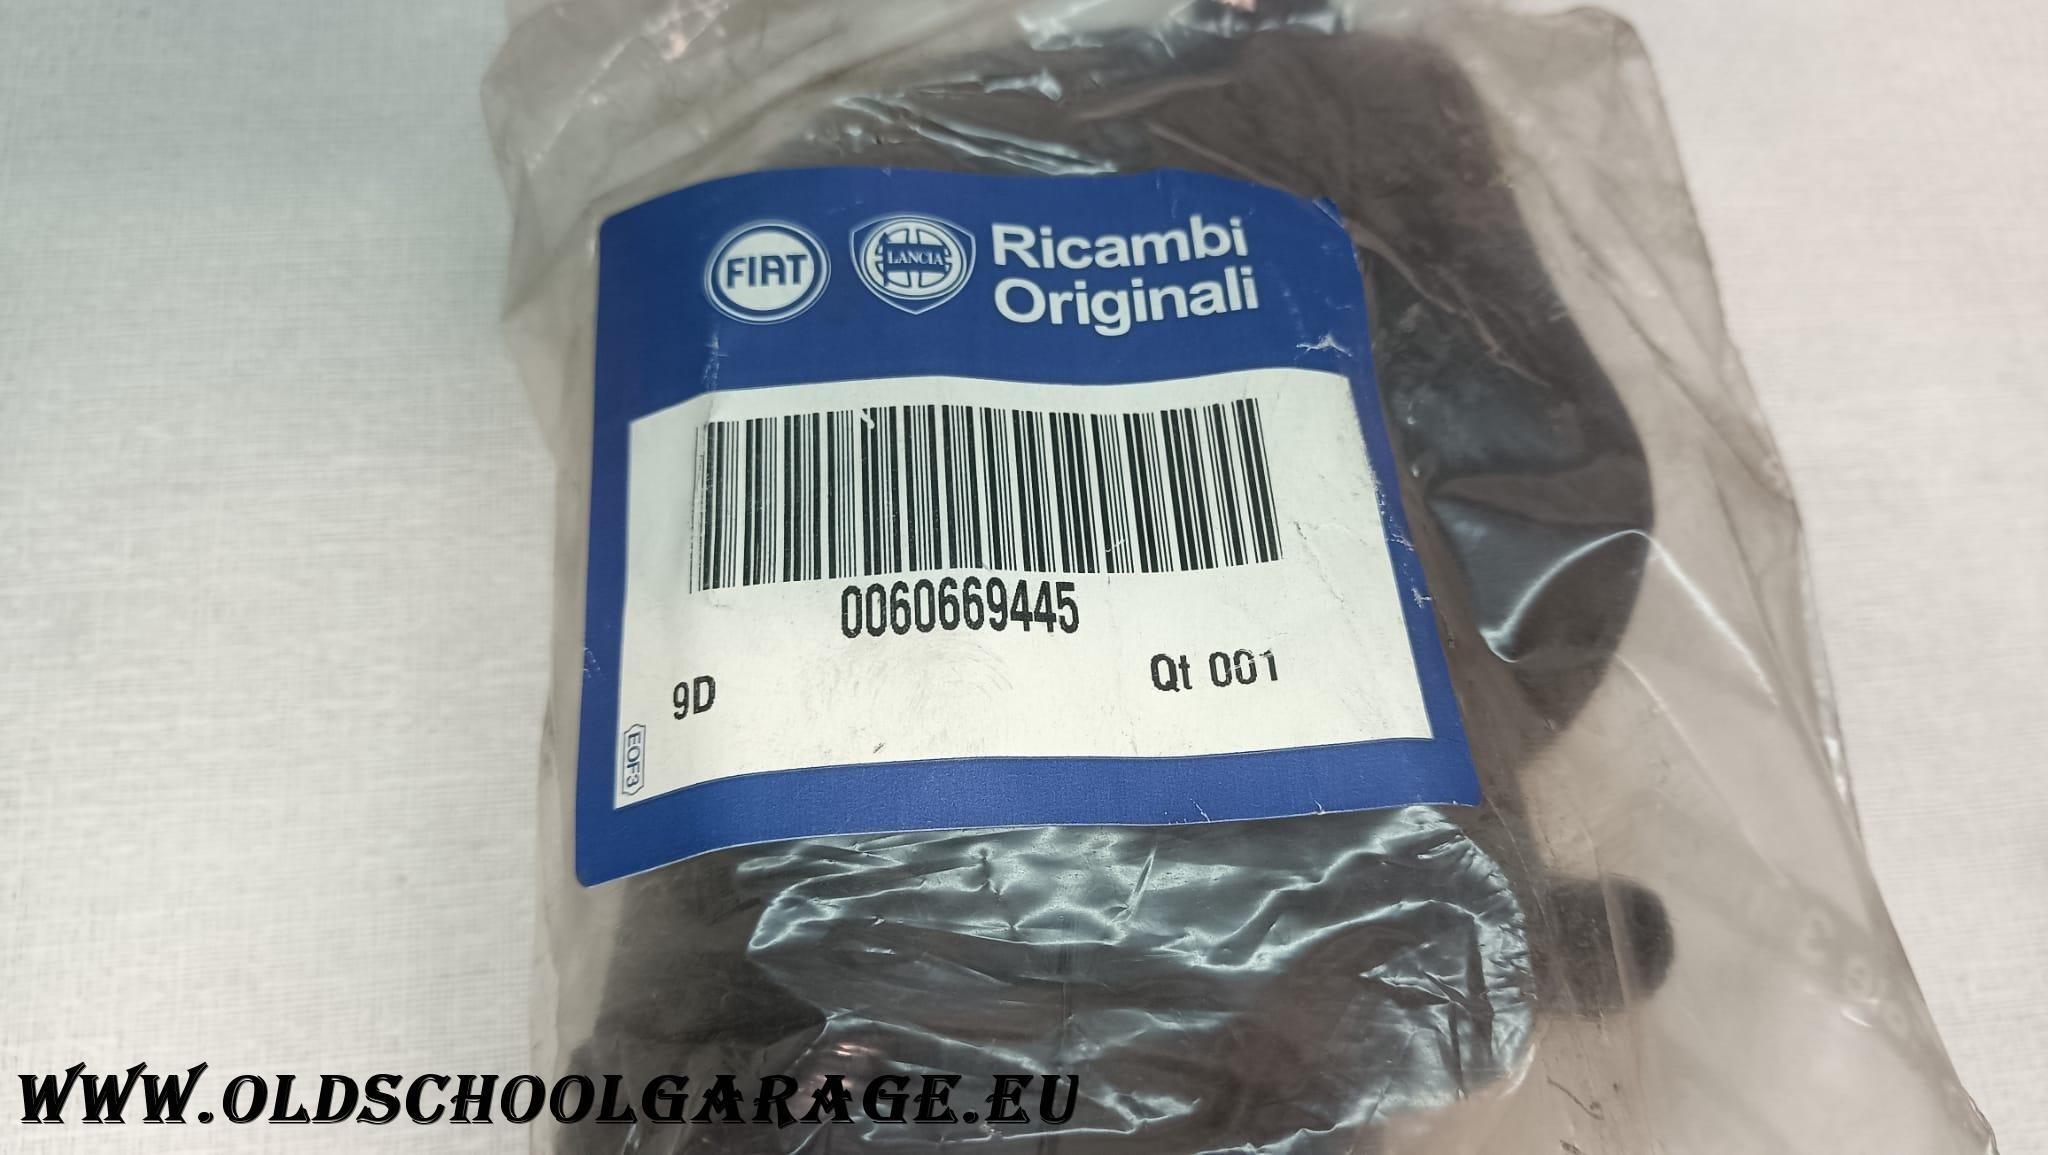 FIAT
LANCIA
Ricambi
Originali
0060669445
9D
Qt 001
EOF3
WWW.OLDSCHOOLGARAGE.EU